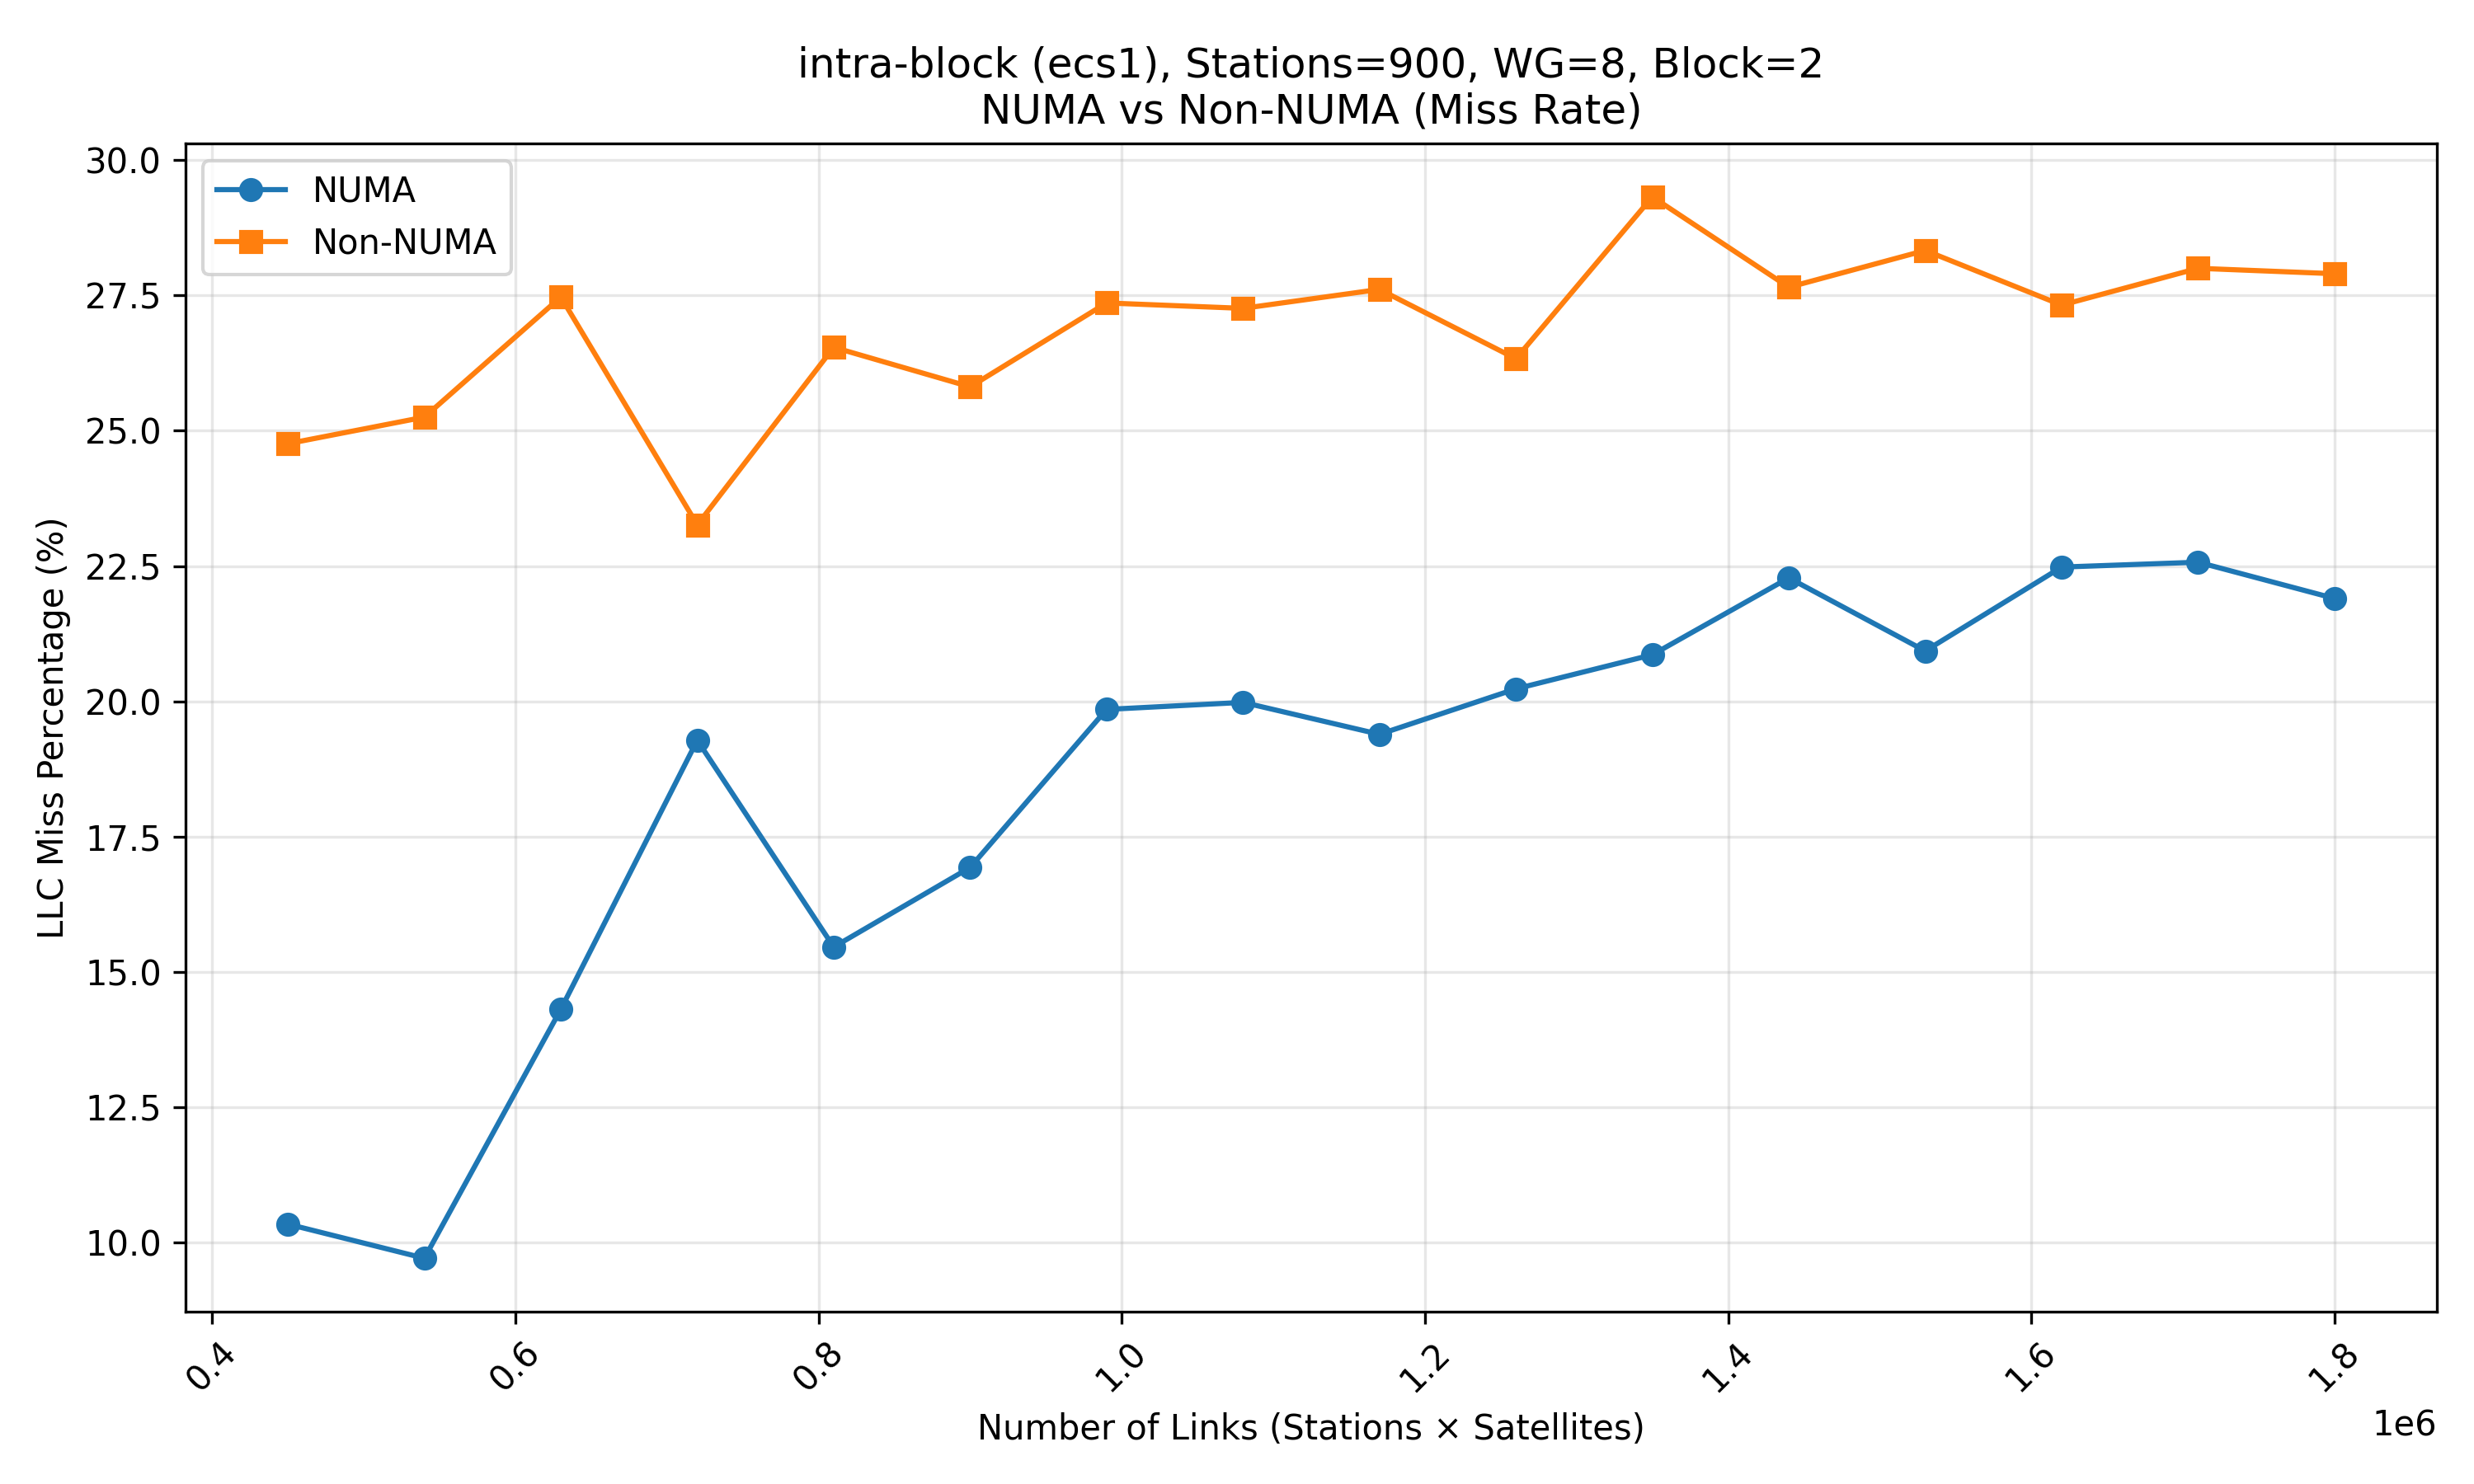 intra-block (ecs1), Stations=900, WG=8, Block=2
NUMA vs Non-NUMA (Miss Rate)
NUMA
Non-NUMA
LLC Miss Percentage (%)
30.0
27.5
25.0
22.5
20.0
17.5
15.0
12.5
10.0
0.4
0.6
0.8
1.0
1.2
1.4
1.6
1.8
1e6
Number of Links (Stations × Satellites)